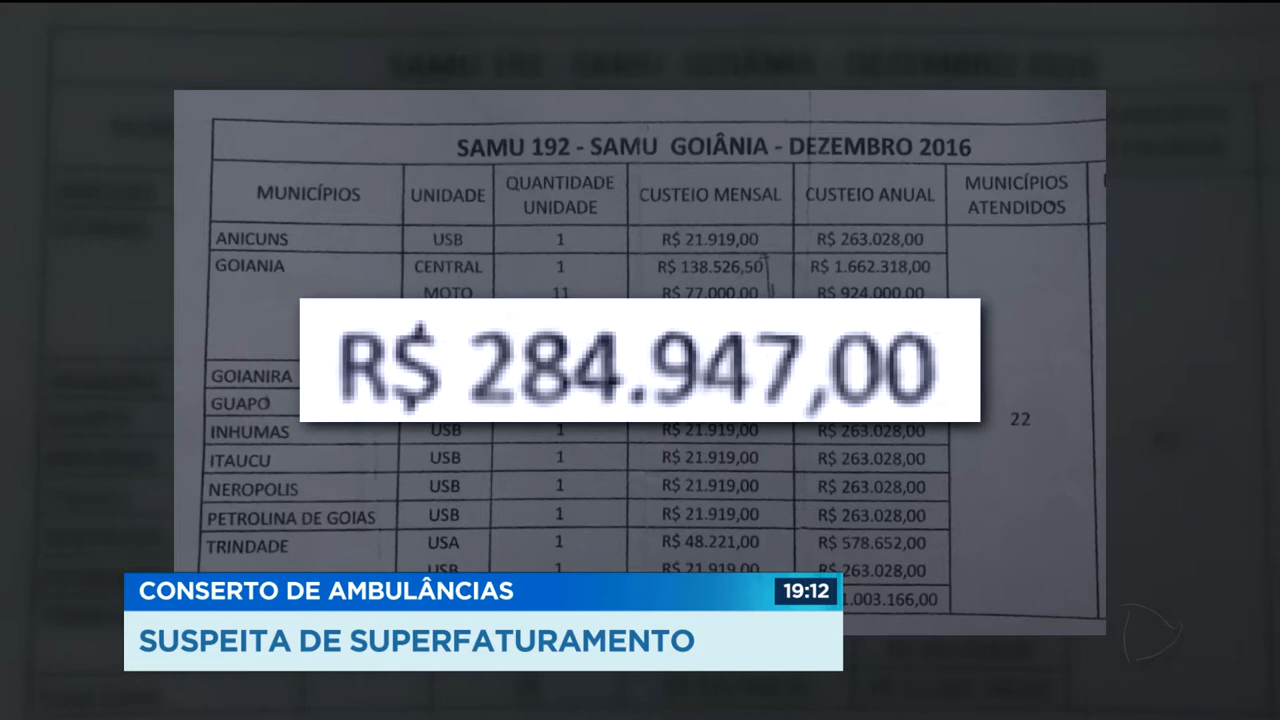 SAMU 192 - SAMU GOIÂNIA - DEZEMBRO 2016
MUNICÍPIOS UNIDADE QUANTIDADE UNIDADE CUSTEIO MENSAL CUSTEIO ANUAL MUNICÍPIOS ATENDIDOS
ANICUNS USB 1 R$ 21.919,00 R$ 263.028,00
GOIANIA CENTRAL 1 R$ 138.526,50 R$ 1.662.318,00
MOTO 11 R$ 77.000,00 R$ 924.000,00
R$ 284.947,00
GOIANIRA
GUAPO
22
INHUMAS USB 1 R$ 21.919,00 R$ 263.028,00
ITAUCU USB 1 R$ 21.919,00 R$ 263.028,00
NEROPOLIS USB 1 R$ 21.919,00 R$ 263.028,00
PETROLINA DE GOIAS USB 1 R$ 21.919,00 R$ 263.028,00
TRINDADE USA 1 R$ 48.221,00 R$ 578.652,00
USB 1 R$ 21.919,00 R$ 263.028,00
1.003.166,00
CONSERTO DE AMBULÂNCIAS 19:12
SUSPEITA DE SUPERFATURAMENTO